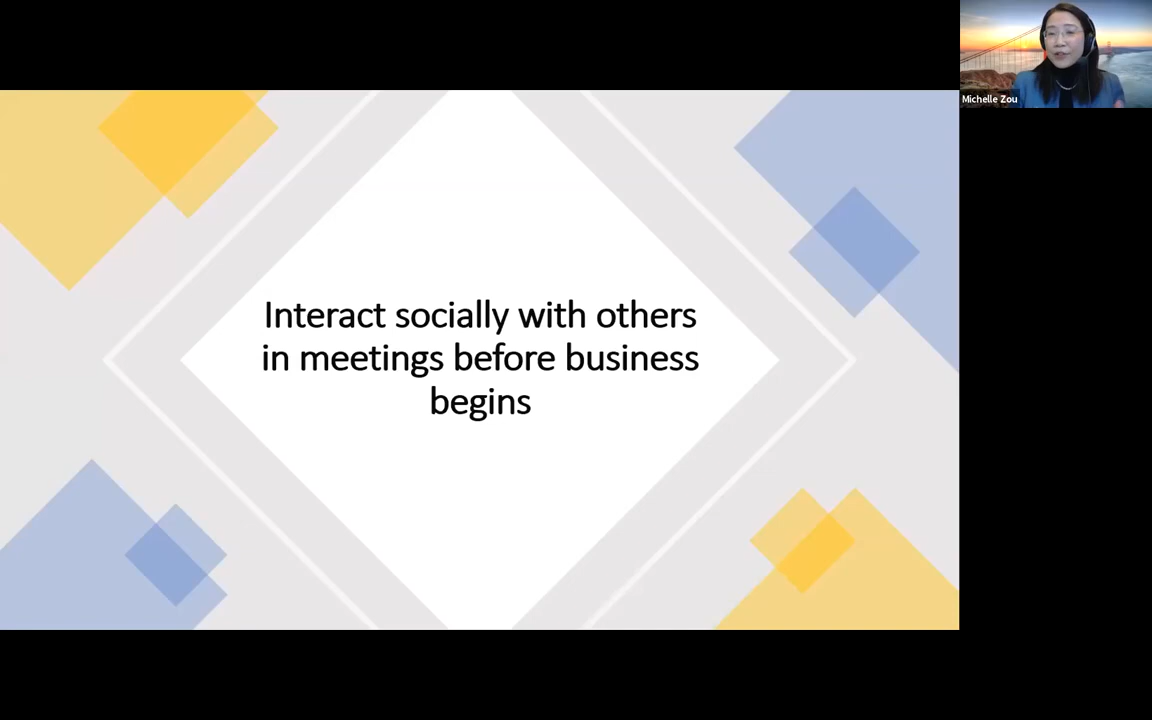 Michelle Zou
Interact socially with others
in meetings before business
begins